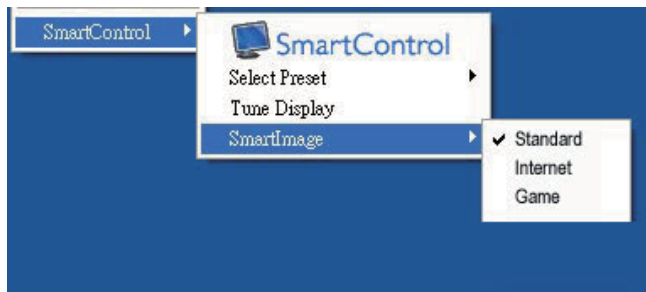 SmartControl
SmartControl
Select Preset
Tune Display
SmartImage
Standard
Internet
Game